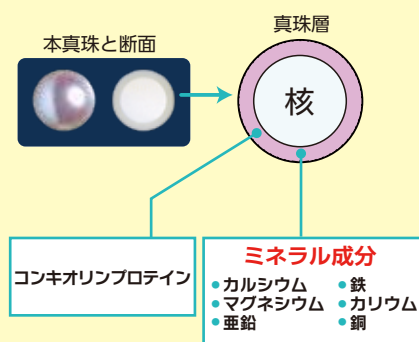 真珠層
本真珠と断面
核
コンキオリンプロテイン
ミネラル成分
●カルシウム ●鉄
●マグネシウム ●カリウム
●亜鉛 ●銅